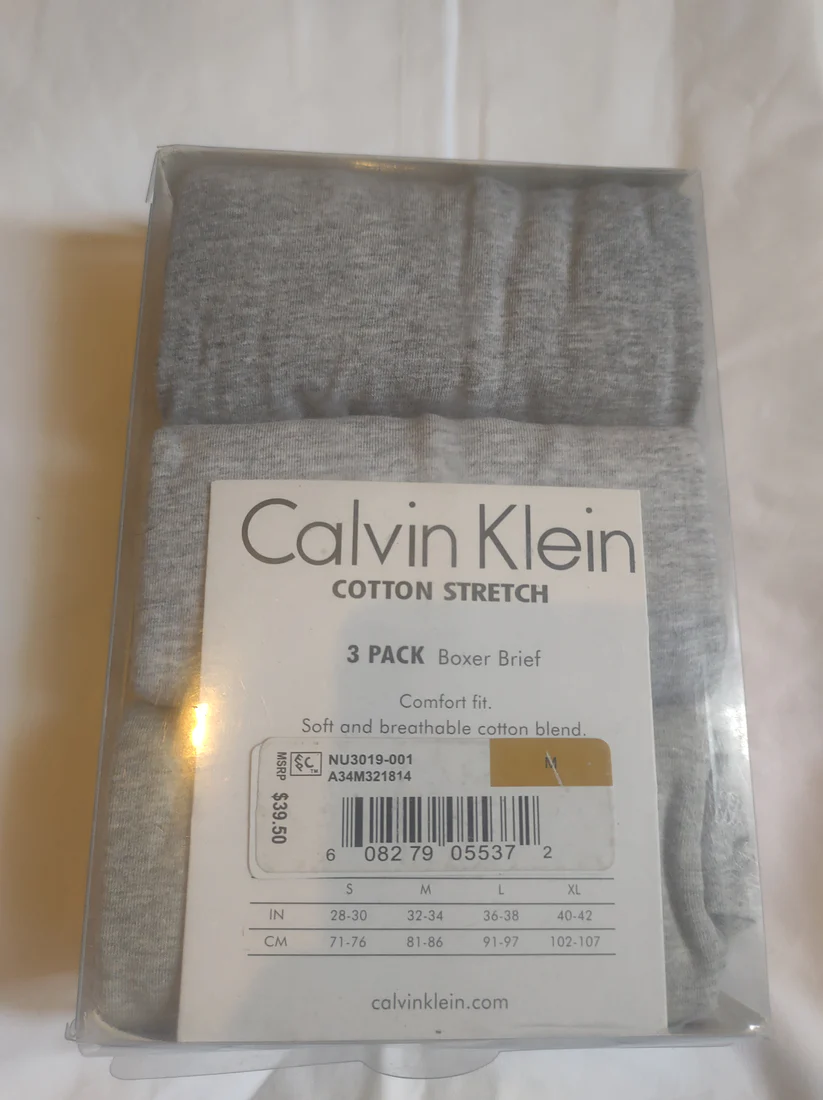 Calvin Klein
COTTON STRETCH
3 PACK Boxer Brief
Comfort fit.
Soft and breathable cotton blend.
MSRP $39.50
NU3019-001
A34M321814
M
6 08279 05537 2
S M L XL
IN 28-30 32-34 36-38 40-42
CM 71-76 81-86 91-97 102-107
calvinklein.com